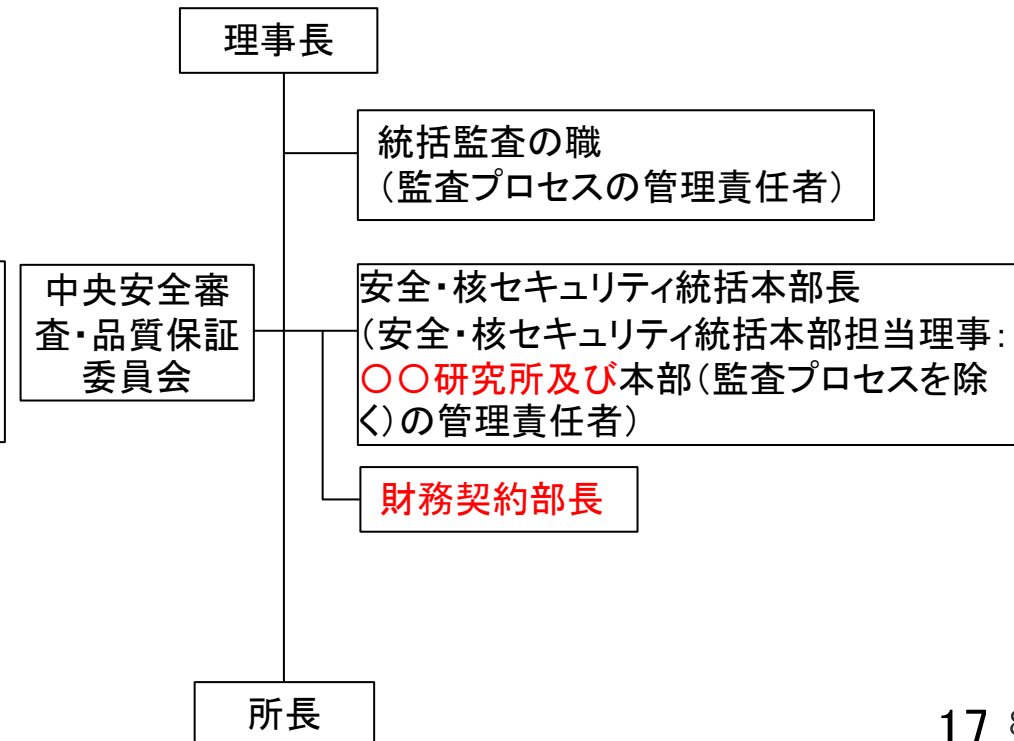 理事長
統括監査の職
（監査プロセスの管理責任者）
中央安全審
査・品質保証
委員会
安全・核セキュリティ統括本部長
（安全・核セキュリティ統括本部担当理事：
〇〇研究所及び本部（監査プロセスを除
く）の管理責任者）
財務契約部長
所長
17